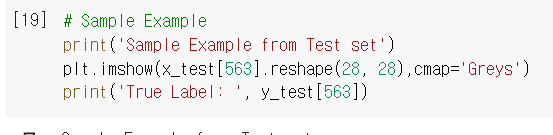 [19] # Sample Example
print('Sample Example from Test set')
plt.imshow(x_test[563].reshape(28, 28),cmap='Greys')
print('True Label: ', y_test[563])